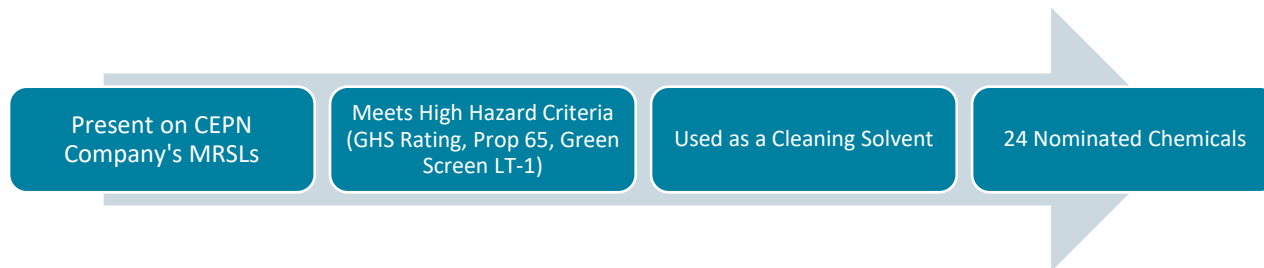 Present on CEPN
Company's MRSLs
Meets High Hazard Criteria
(GHS Rating, Prop 65, Green
Screen LT-1)
Used as a Cleaning Solvent
24 Nominated Chemicals